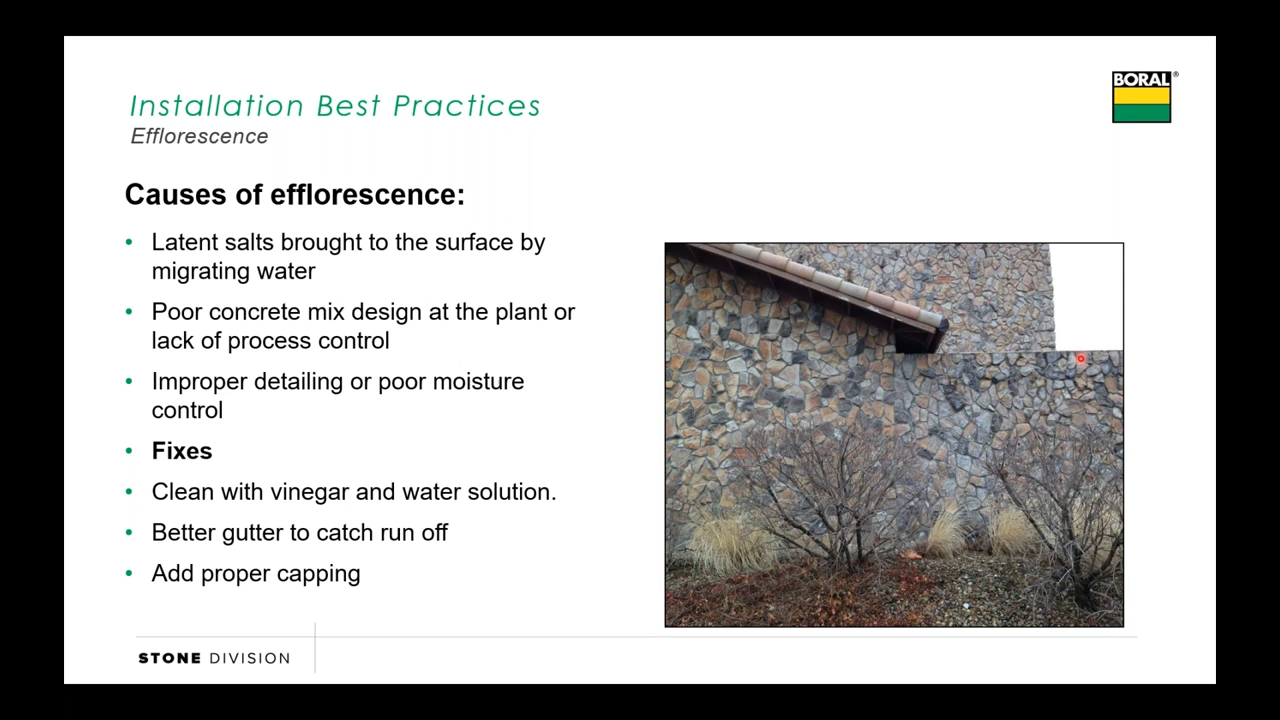 BORAL®
Installation Best Practices
Efflorescence
Causes of efflorescence:
• Latent salts brought to the surface by
migrating water
• Poor concrete mix design at the plant or
lack of process control
• Improper detailing or poor moisture
control
• Fixes
• Clean with vinegar and water solution.
• Better gutter to catch run off
• Add proper capping
STONE DIVISION